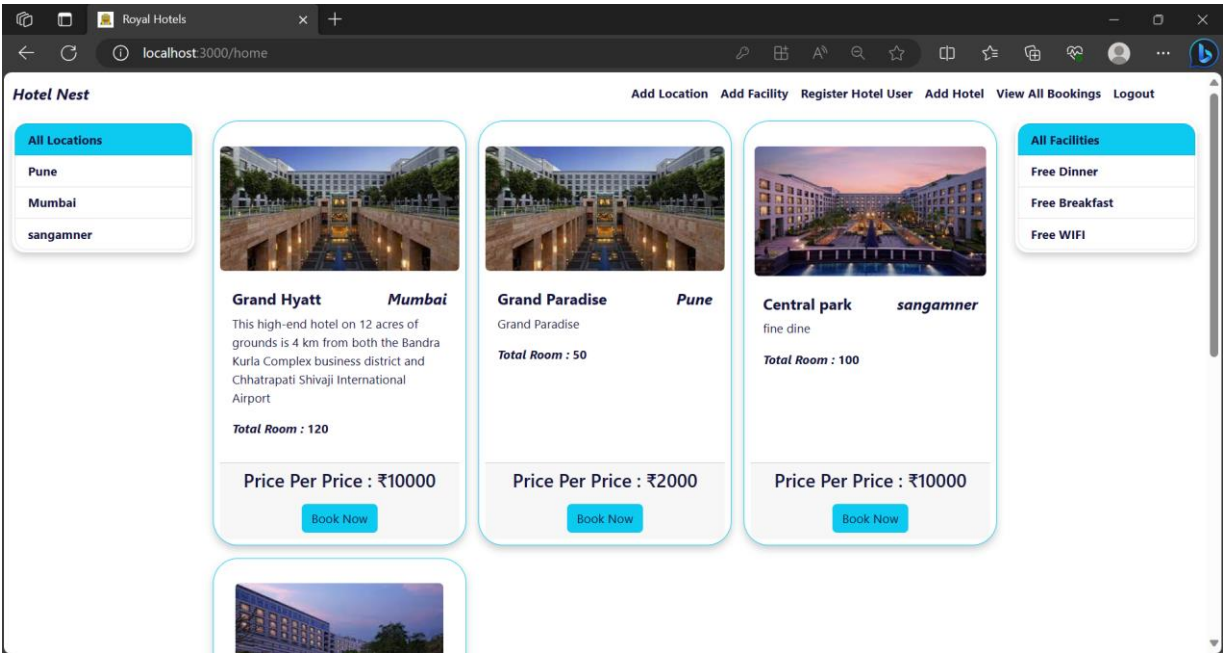 Royal Hotels
localhost:3000/home
Hotel Nest
Add Location Add Facility Register Hotel User Add Hotel View All Bookings Logout
All Locations
Pune
Mumbai
sangamner
Grand Hyatt Mumbai
This high-end hotel on 12 acres of
grounds is 4 km from both the Bandra
Kurla Complex business district and
Chhatrapati Shivaji International
Airport
Total Room : 120
Price Per Price : ₹10000
Book Now
Grand Paradise Pune
Grand Paradise
Total Room : 50
Price Per Price : ₹2000
Book Now
Central park sangamner
fine dine
Total Room : 100
Price Per Price : ₹10000
Book Now
All Facilities
Free Dinner
Free Breakfast
Free WIFI